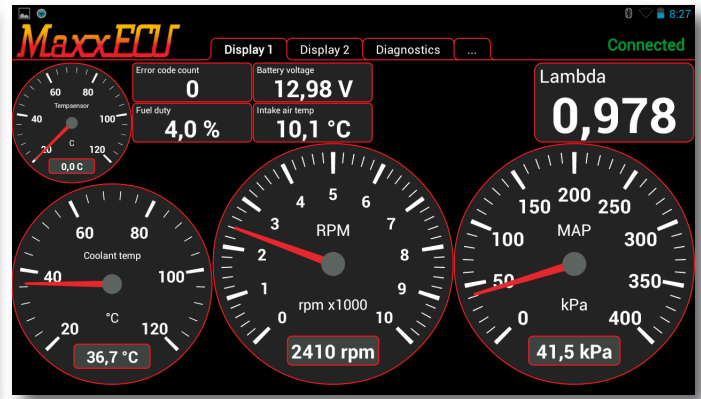 8:27
MaxxECU
Display 1
Display 2
Diagnostics
...
Connected
60 80
Tempsensor
40 100
C
20 120
0,0 C
Error code count
0
Battery voltage
12,98 V
Fuel duty
4,0 %
Intake air temp
10,1 °C
Lambda
0,978
60 80
Coolant temp
40 100
°C
20 120
36,7 °C
4 5 6
3 7
RPM
2 8
1 9
rpm x1000
0 10
2410 rpm
150 200 250
MAP
100 300
50 350
kPa
0 400
41,5 kPa